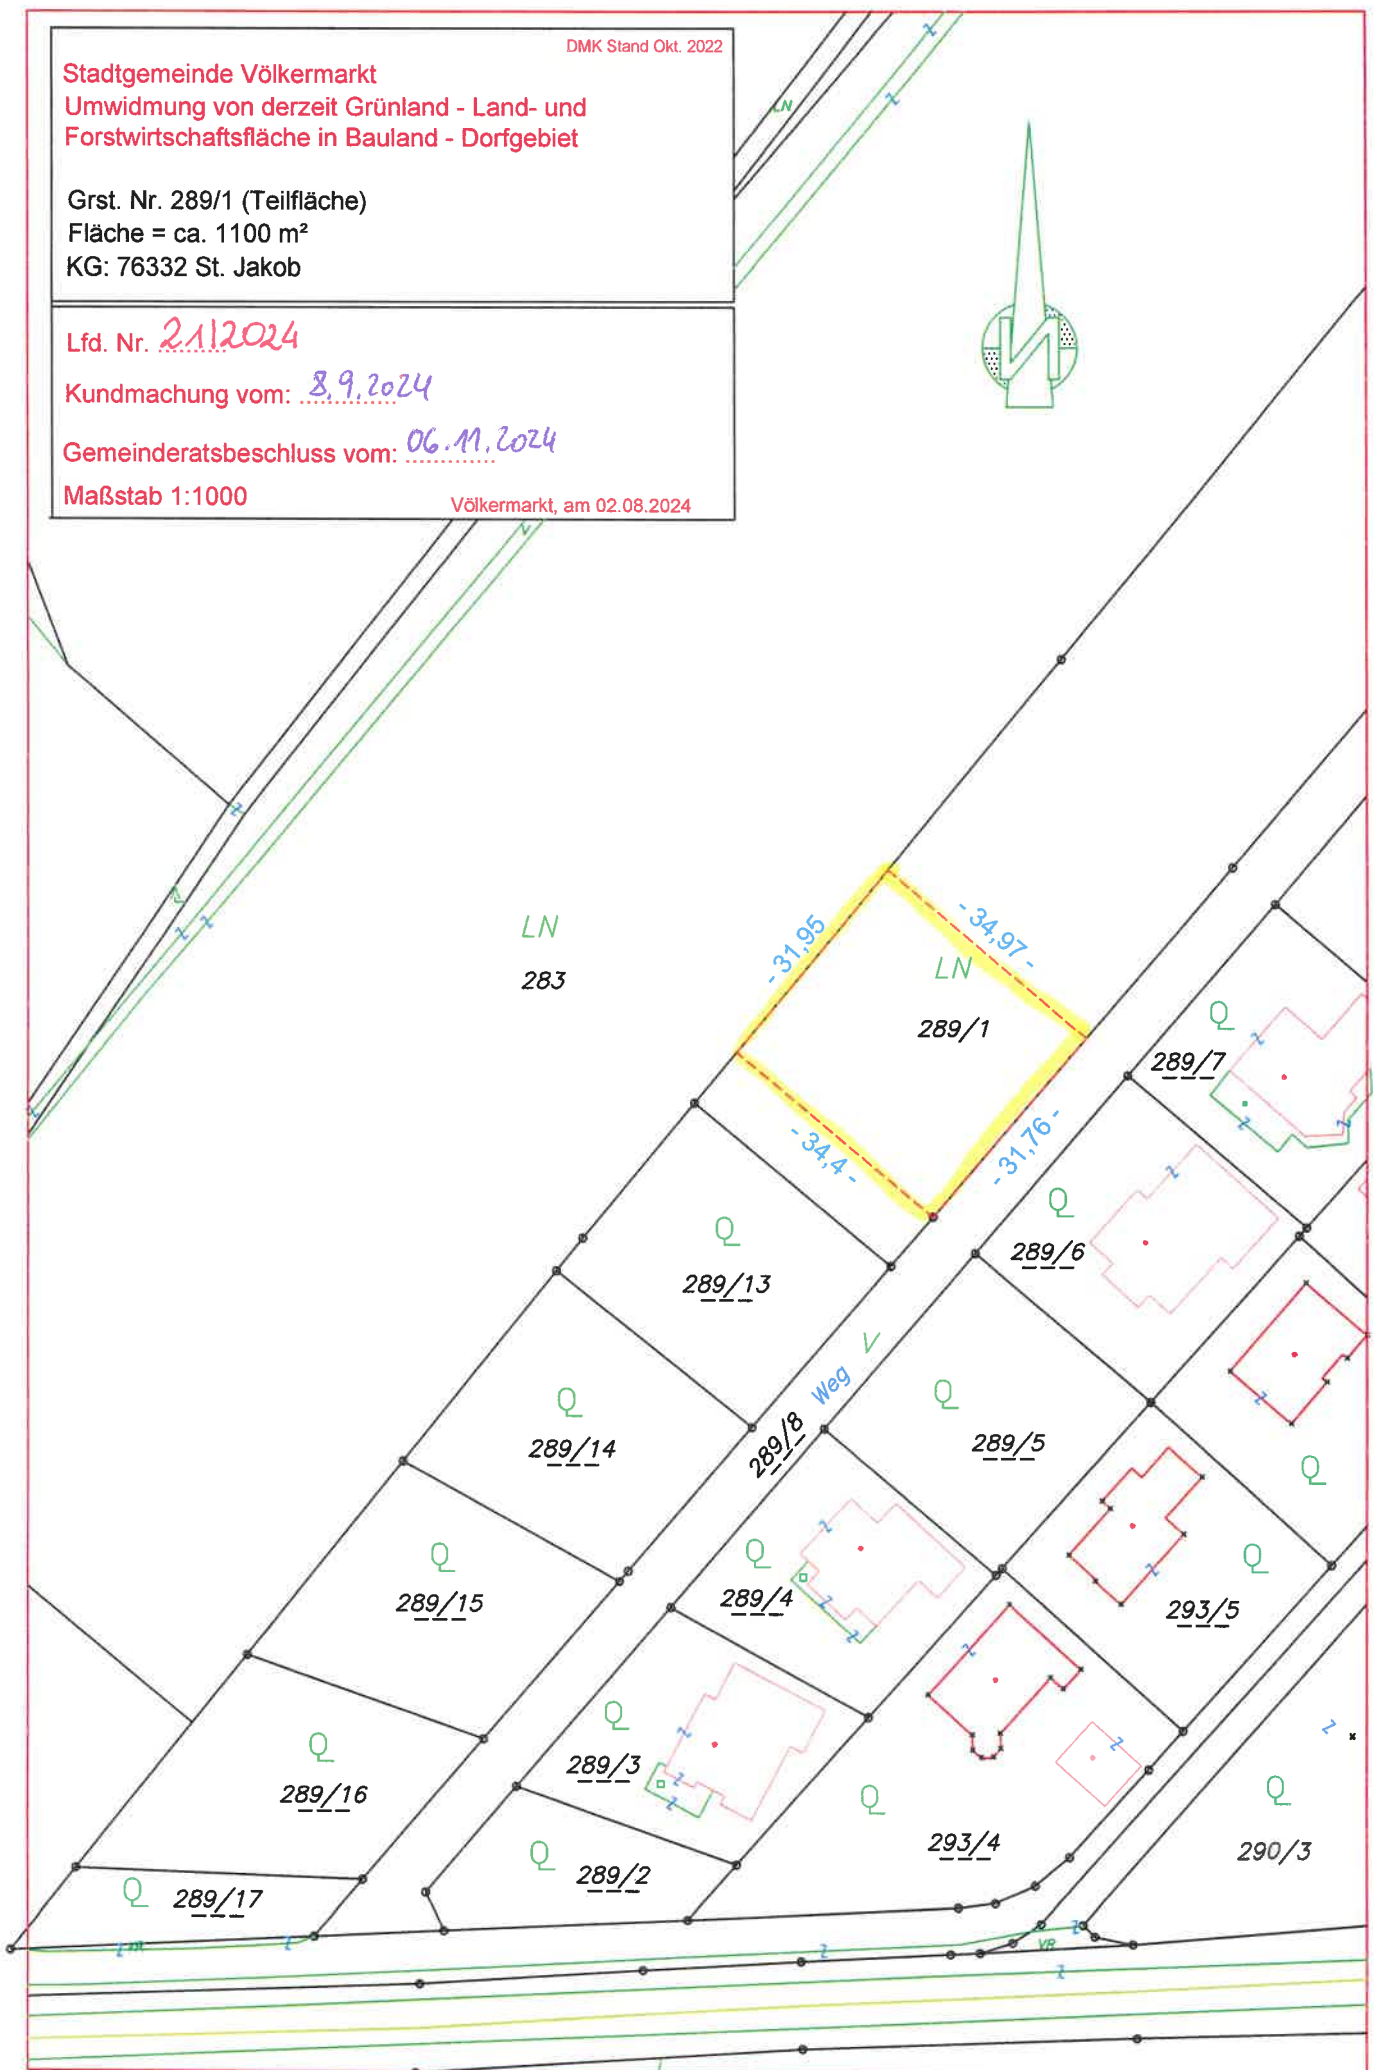 DMK Stand Okt. 2022
Stadtgemeinde Völkermarkt
Umwidmung von derzeit Grünland - Land- und
Forstwirtschaftsfläche in Bauland - Dorfgebiet
Grst. Nr. 289/1 (Teilfläche)
Fläche = ca. 1100 m²
KG: 76332 St. Jakob
Lfd. Nr. 21/2024
Kundmachung vom: 8.9.2024
Gemeinderatsbeschluss vom: 06.11.2024
Maßstab 1:1000
Völkermarkt, am 02.08.2024
LN
N
- 31,95
- 34,97 -
LN
283
LN
289/1
Q
289/7
- 34,4 -
- 31,76 -
Q
289/6
Q
289/13
Weg V
289/8
Q
289/5
Q
289/14
Q
Q
289/15
Q
289/4
Q
293/5
Q
289/3
Q
289/16
Q
293/4
Q
290/3
Q
289/2
Q
289/17
VR